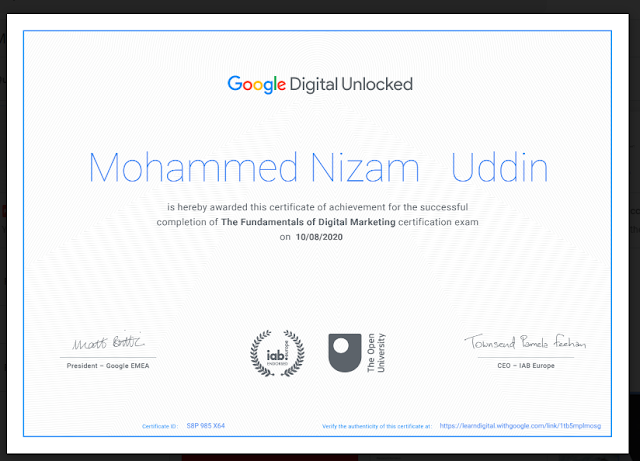 Google Digital Unlocked
Mohammed Nizam Uddin
is hereby awarded this certificate of achievement for the successful
completion of The Fundamentals of Digital Marketing certification exam
on 10/08/2020
President – Google EMEA
iab:
europe
ENDORSED
The Open
University
Townsend Pamela Feehan
CEO – IAB Europe
Certificate ID : S8P 985 X64
Verify the authenticity of this certificate at: https://learndigital.withgoogle.com/link/1tb5mplmosg